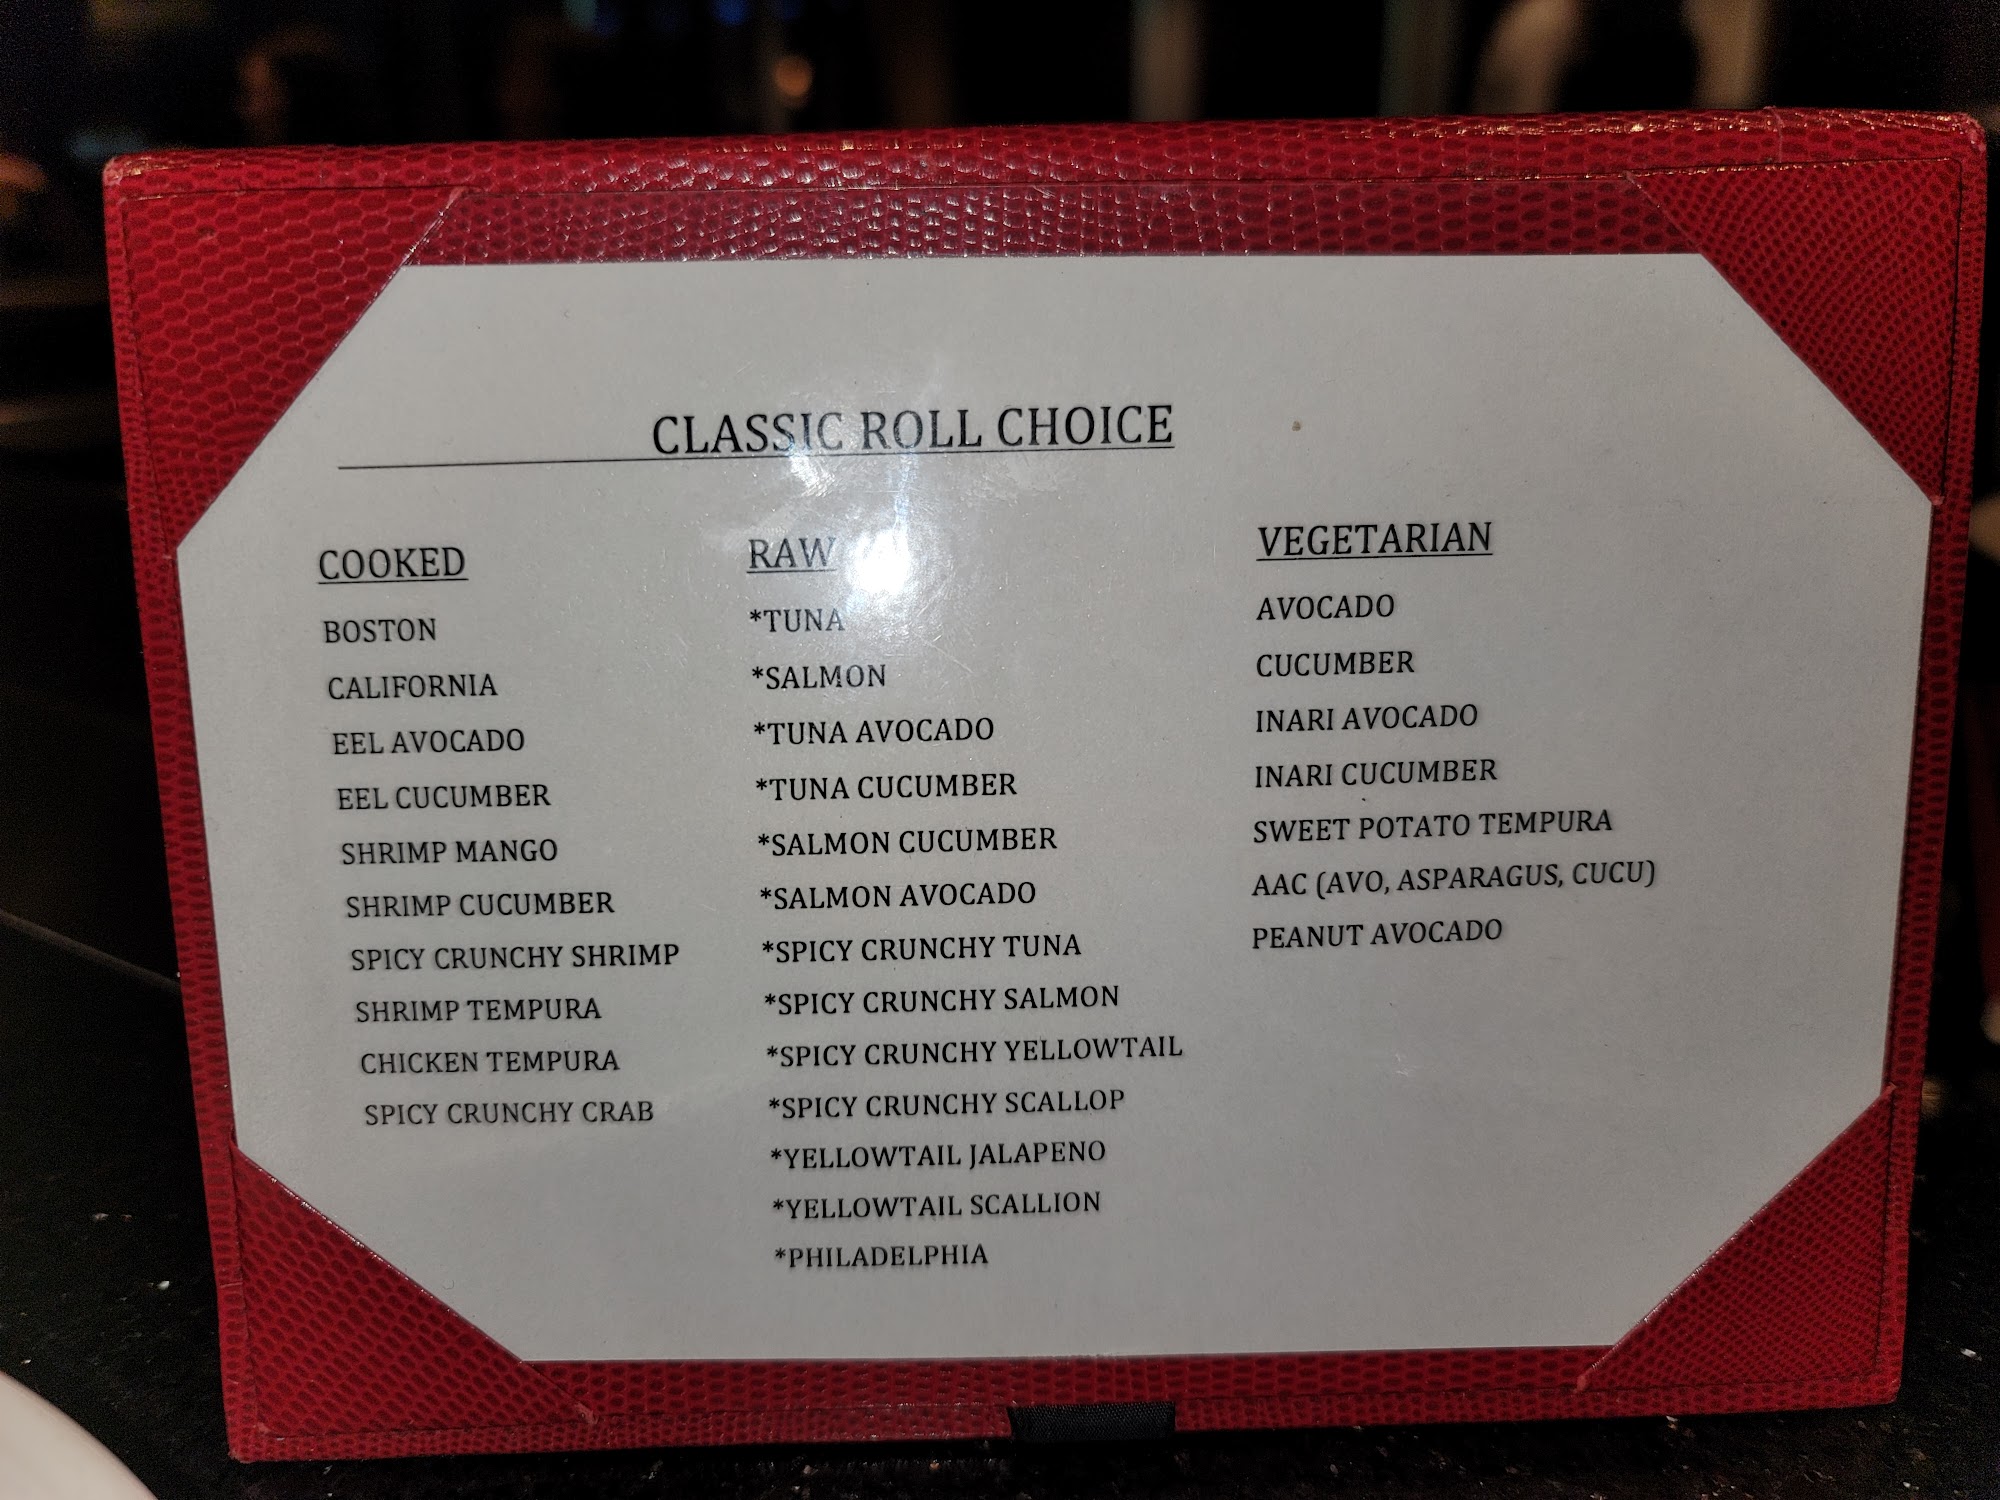 CLASSIC ROLL CHOICE
COOKED
BOSTON
CALIFORNIA
EEL AVOCADO
EEL CUCUMBER
SHRIMP MANGO
SHRIMP CUCUMBER
SPICY CRUNCHY SHRIMP
SHRIMP TEMPURA
CHICKEN TEMPURA
SPICY CRUNCHY CRAB
RAW
*TUNA
*SALMON
*TUNA AVOCADO
*TUNA CUCUMBER
*SALMON CUCUMBER
*SALMON AVOCADO
*SPICY CRUNCHY TUNA
*SPICY CRUNCHY SALMON
*SPICY CRUNCHY YELLOWTAIL
*SPICY CRUNCHY SCALLOP
*YELLOWTAIL JALAPENO
*YELLOWTAIL SCALLION
*PHILADELPHIA
VEGETARIAN
AVOCADO
CUCUMBER
INARI AVOCADO
INARI CUCUMBER
SWEET POTATO TEMPURA
AAC (AVO, ASPARAGUS, CUCU)
PEANUT AVOCADO